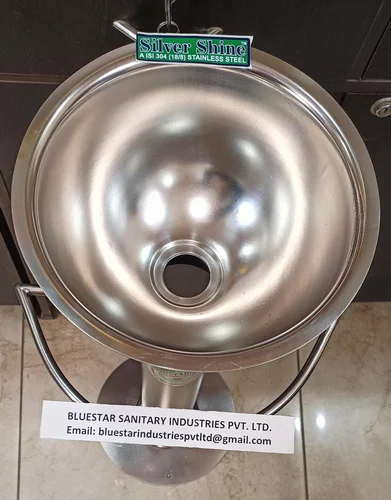 Silver Shine
A ISI 304 (18/8) STAINLESS STEEL
BLUESTAR SANITARY INDUSTRIES PVT. LTD.
Email: bluestarindustriespvtltd@gmail.com